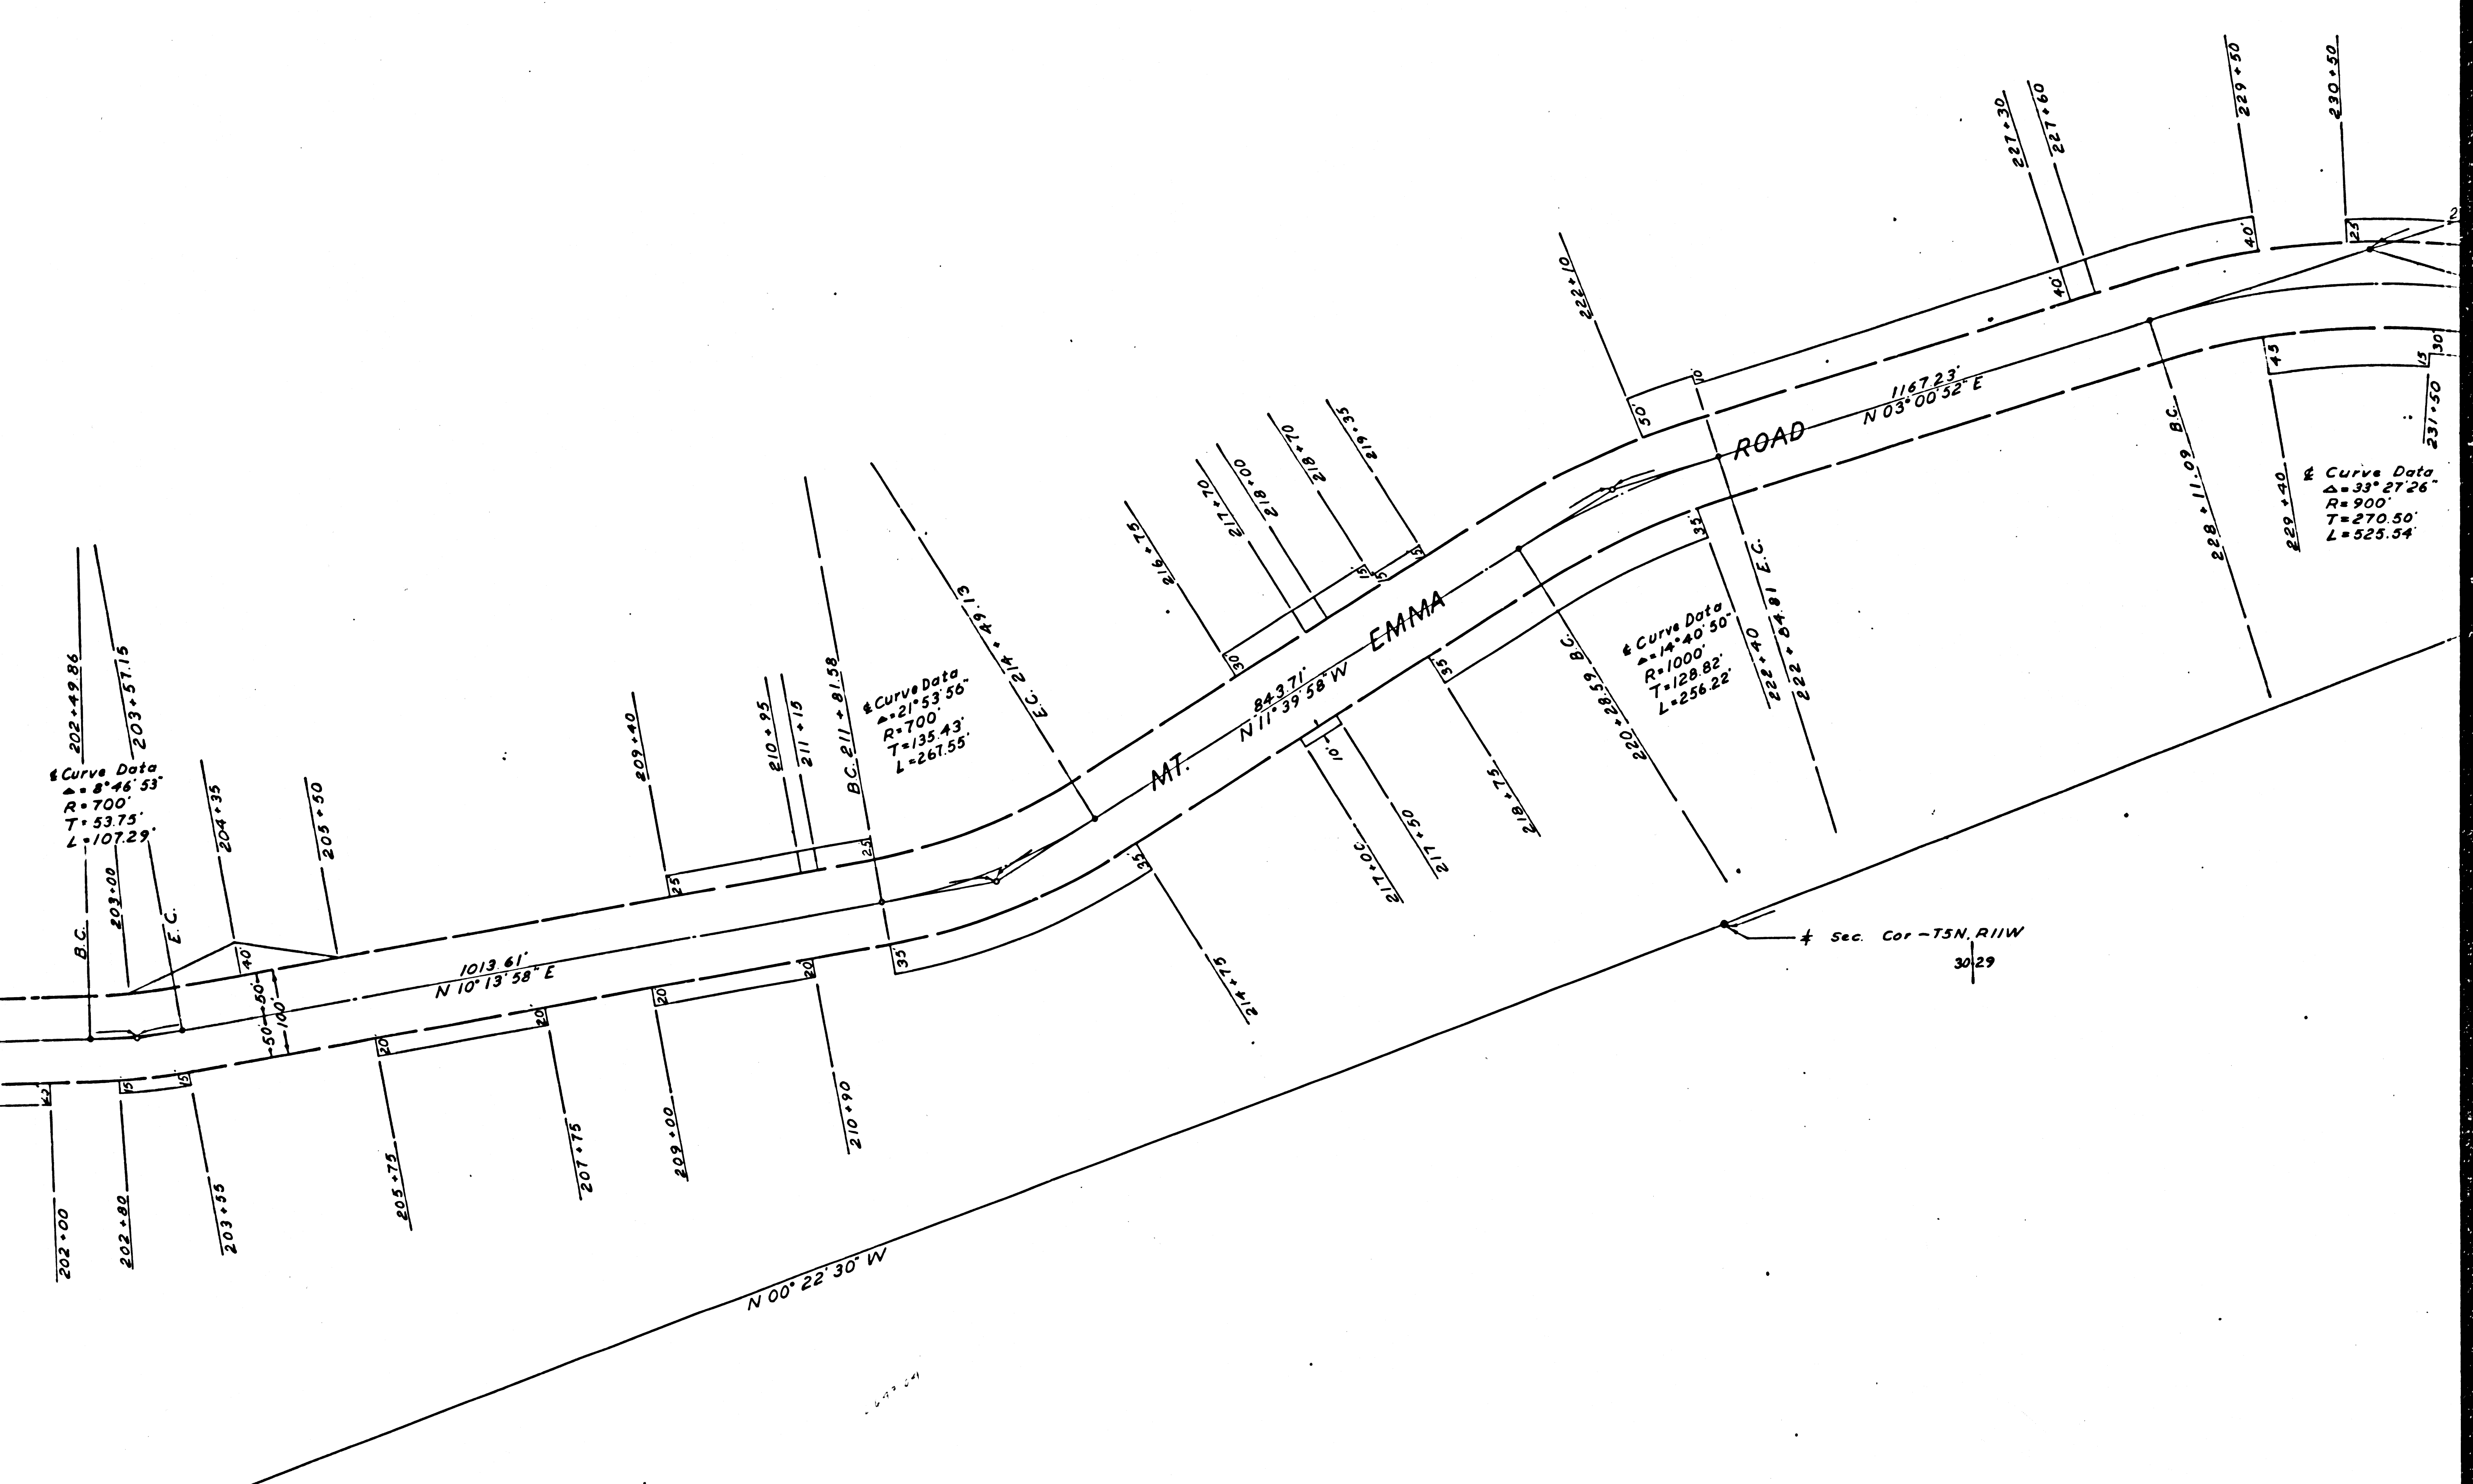 202+49.86
203+57.15
₵ Curve Data
Δ=8°46'53"
R=700'
T=53.75'
L=107.29'
B.C.
203+00
E.C.
204+35
205+50
40'
50'
50'
100'
1013.61'
N 10°13'58" E
15
15
202+00
202+80
203+55
20'
20'
205+75
207+75
20'
20'
209+00
210+90
209+40
25
210+95
211+15
B.C. 211+81.58
25
₵ Curve Data
Δ=21°53'56"
R=700'
T=135.43'
L=267.55'
E.C. 214+49.13
35'
35'
214+75
MT. EMMA ROAD
843.71'
N 11°39'58" W
216+75
30'
217+70
218+00
218+70
219+35
15'
15'
15'
10'
217+00
217+50
35'
218+75
B.C.
220+28.59
₵ Curve Data
Δ=14°40'50"
R=1000'
T=128.82'
L=256.22'
35'
222+40
222+84.81 E.C.
222+10
50'
10'
1167.23'
N 03°00'52" E
227+30
227+60
40'
229+50
40'
230+50
25
2
228+11.09 B.C.
45
229+40
15
30'
231+50
₵ Curve Data
Δ=33°27'26"
R=900'
T=270.50'
L=525.54'
¼ Sec. Cor-T5N, R11W
30|29
N 00°22'30" W